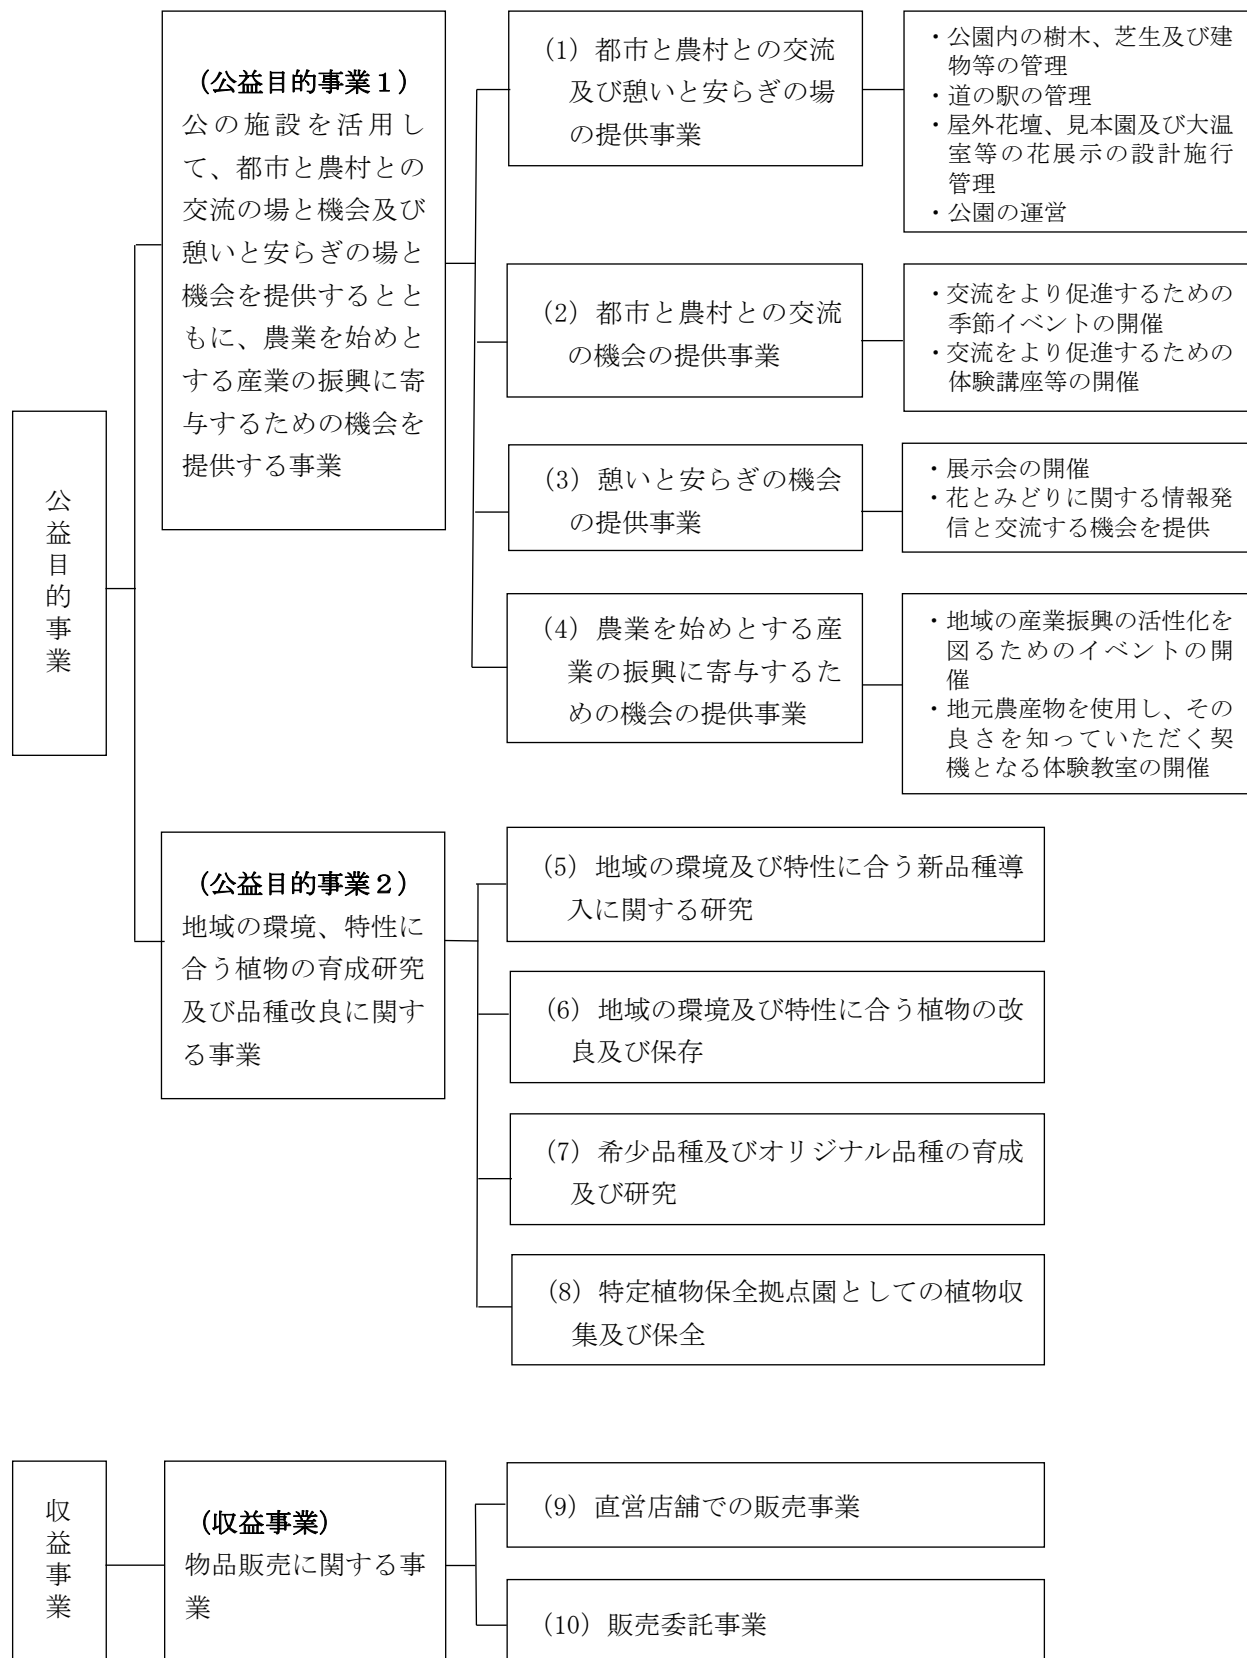 公益目的事業
(公益目的事業1)
公の施設を活用し
て、都市と農村との
交流の場と機会及び
憩いと安らぎの場と
機会を提供するとと
もに、農業を始めと
する産業の振興に寄
与するための機会を
提供する事業
(1) 都市と農村との交流
及び憩いと安らぎの場
の提供事業
・公園内の樹木、芝生及び建
物等の管理
・道の駅の管理
・屋外花壇、見本園及び大温
室等の花展示の設計施行
管理
・公園の運営
(2) 都市と農村との交流
の機会の提供事業
・交流をより促進するための
季節イベントの開催
・交流をより促進するための
体験講座等の開催
(3) 憩いと安らぎの機会
の提供事業
・展示会の開催
・花とみどりに関する情報発
信と交流する機会を提供
(4) 農業を始めとする産
業の振興に寄与するた
めの機会の提供事業
・地域の産業振興の活性化を
図るためのイベントの開
催
・地元農産物を使用し、その
良さを知っていただく契
機となる体験教室の開催
(公益目的事業2)
地域の環境、特性に
合う植物の育成研究
及び品種改良に関す
る事業
(5) 地域の環境及び特性に合う新品種導
入に関する研究
(6) 地域の環境及び特性に合う植物の改
良及び保存
(7) 希少品種及びオリジナル品種の育成
及び研究
(8) 特定植物保全拠点園としての植物収
集及び保全
収益事業
(収益事業)
物品販売に関する事
業
(9) 直営店舗での販売事業
(10) 販売委託事業